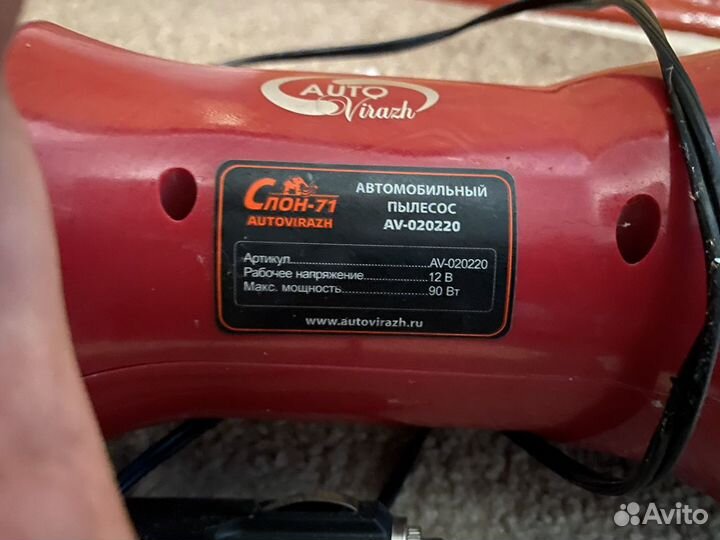 AUTO
Virazh
СЛОН-71
AUTOVIRAZH
АВТОМОБИЛЬНЫЙ
ПЫЛЕСОС
AV-020220
Артикул........................................AV-020220
Рабочее напряжение................12 В
Макс. мощность.........................90 Вт
www.autovirazh.ru
Avito